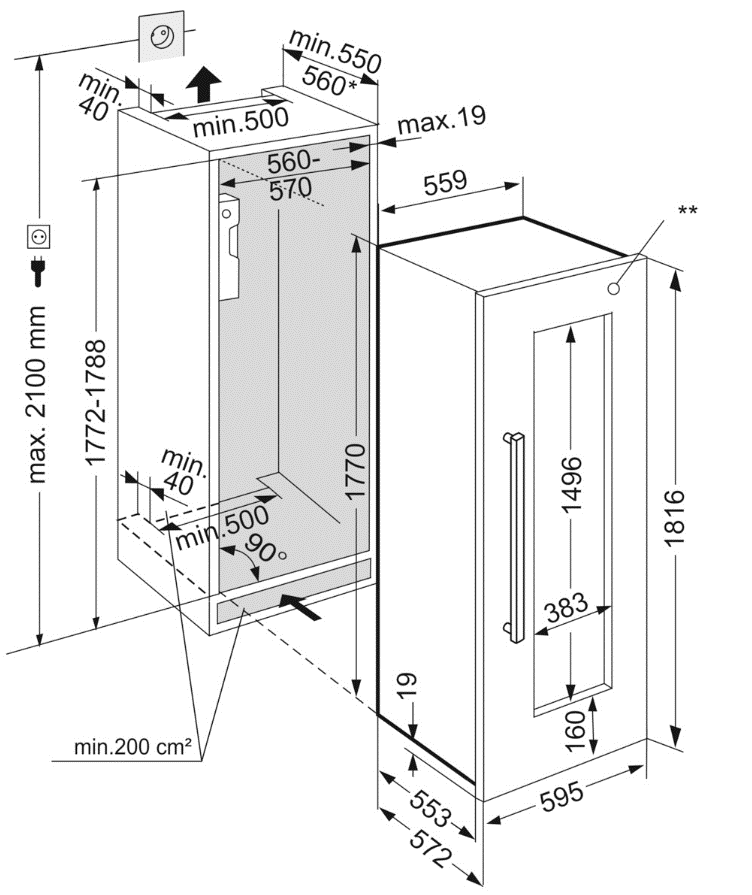 min.550
560*
min.
40
min.500
max.19
560-
570
559
**
max. 2100 mm
1772-1788
1770
1496
1816
min.
40
min.500
90°
383
19
160
min.200 cm²
553
572
595